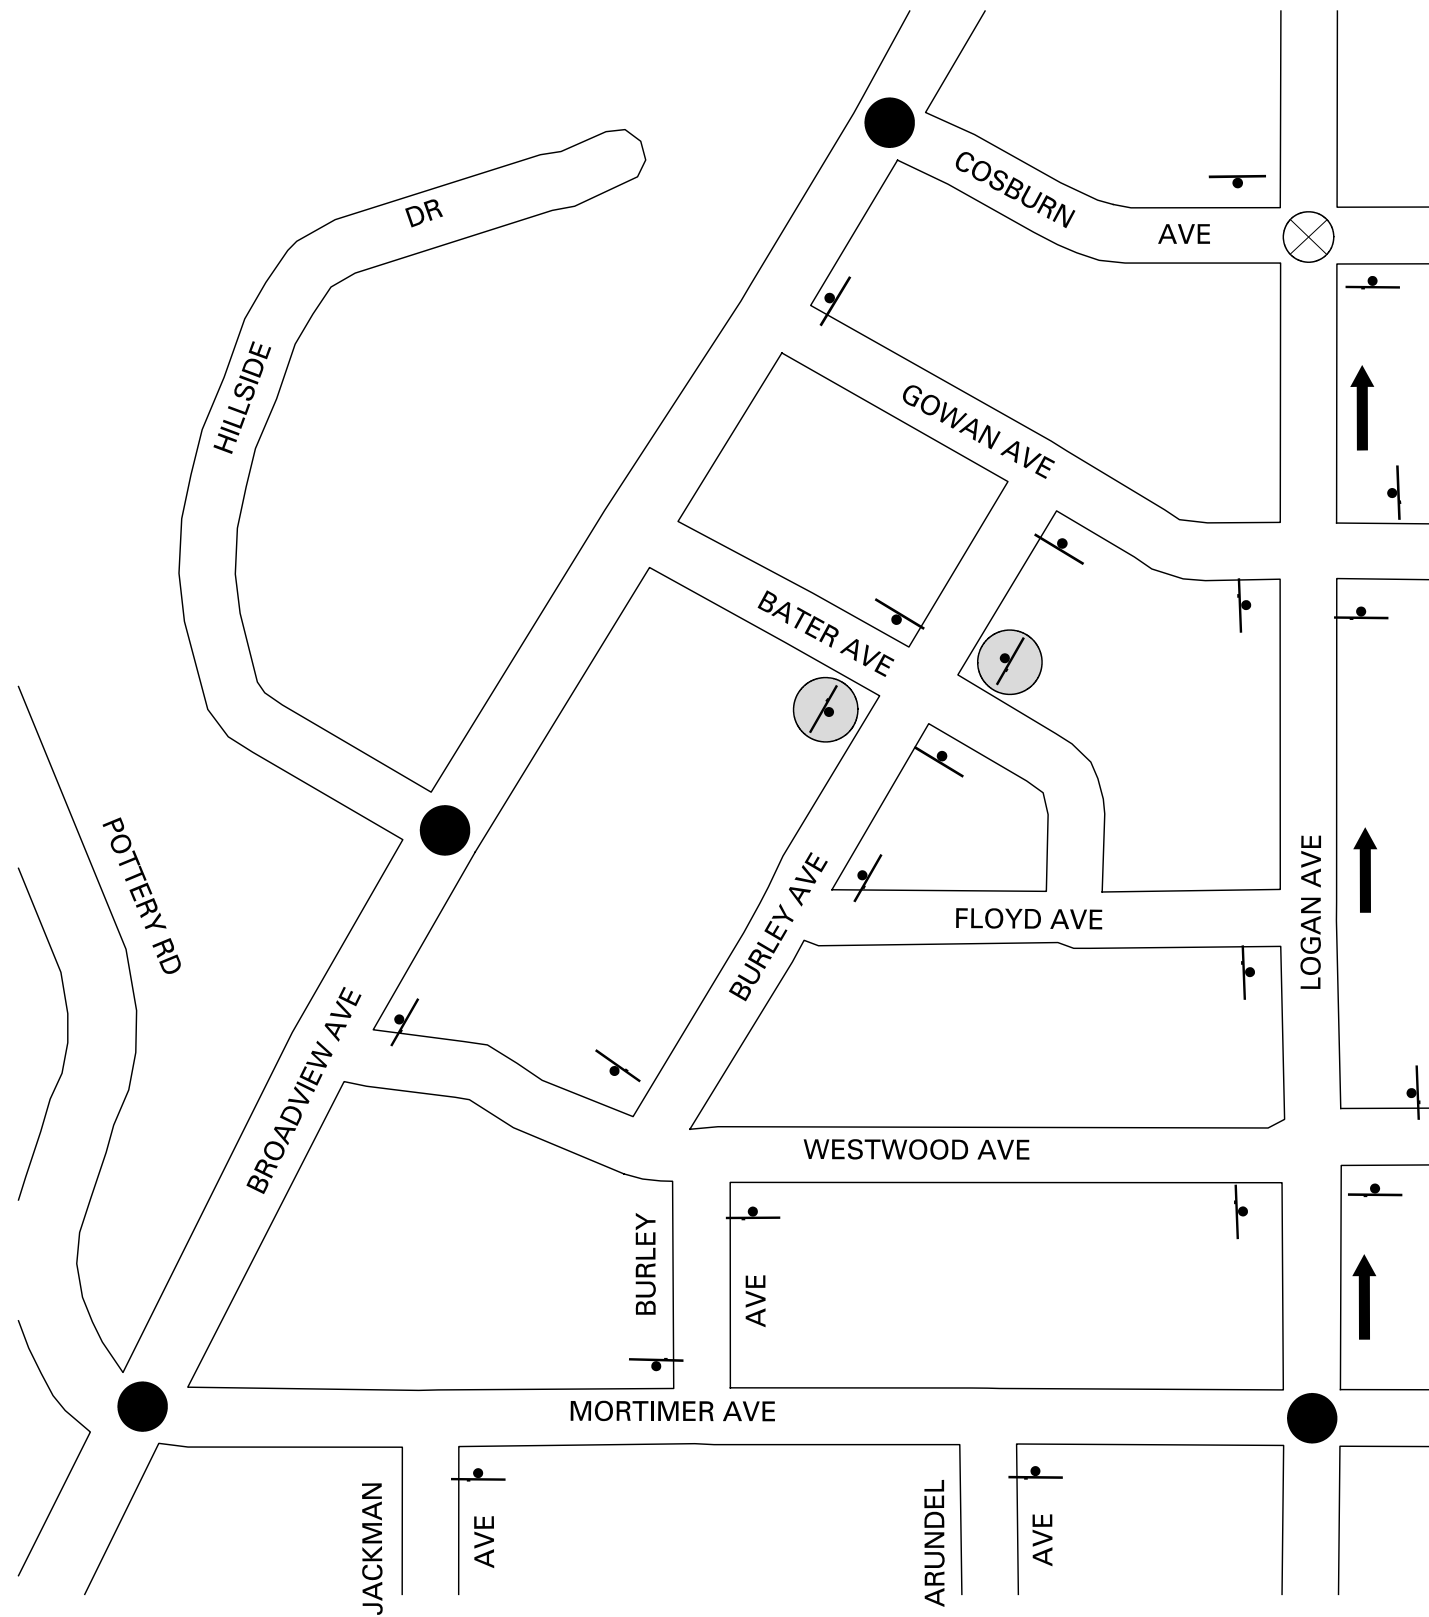 COSBURN
AVE
DR
HILLSIDE
GOWAN AVE
BATER AVE
POTTERY RD
LOGAN AVE
BURLEY AVE
FLOYD AVE
BROADVIEW AVE
WESTWOOD AVE
BURLEY
AVE
MORTIMER AVE
JACKMAN
AVE
ARUNDEL
AVE